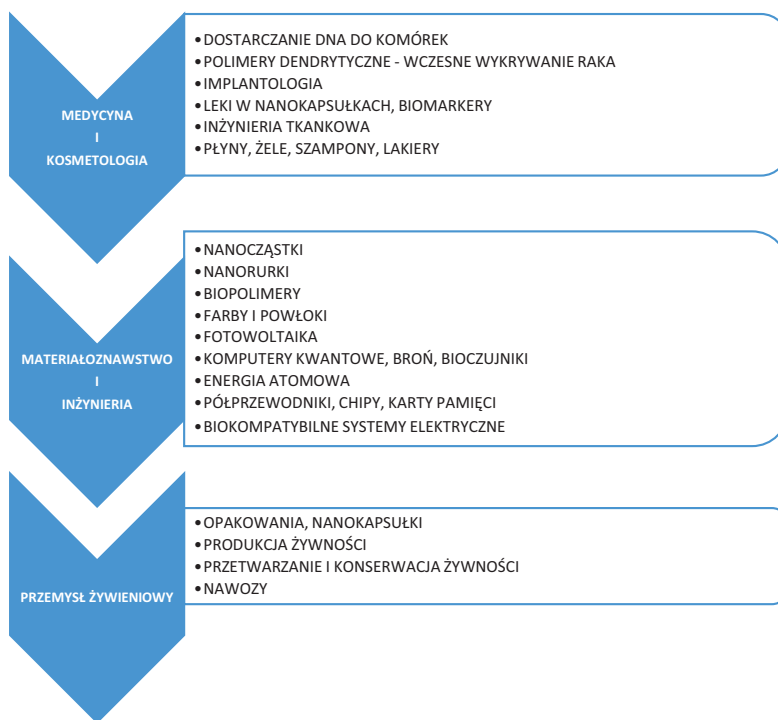 MEDYCYNA
I
KOSMETOLOGIA
•DOSTARCZANIE DNA DO KOMÓREK
•POLIMERY DENDRYTYCZNE - WCZESNE WYKRYWANIE RAKA
•IMPLANTOLOGIA
•LEKI W NANOKAPSUŁKACH, BIOMARKERY
•INŻYNIERIA TKANKOWA
•PŁYNY, ŻELE, SZAMPONY, LAKIERY
MATERIAŁOZNAWSTWO
I
INŻYNIERIA
•NANOCZĄSTKI
•NANORURKI
•BIOPOLIMERY
•FARBY I POWŁOKI
•FOTOWOLTAIKA
•KOMPUTERY KWANTOWE, BROŃ, BIOCZUJNIKI
•ENERGIA ATOMOWA
•PÓŁPRZEWODNIKI, CHIPY, KARTY PAMIĘCI
•BIOKOMPATYBILNE SYSTEMY ELEKTRYCZNE
PRZEMYSŁ ŻYWIENIOWY
•OPAKOWANIA, NANOKAPSUŁKI
•PRODUKCJA ŻYWNOŚCI
•PRZETWARZANIE I KONSERWACJA ŻYWNOŚCI
•NAWOZY